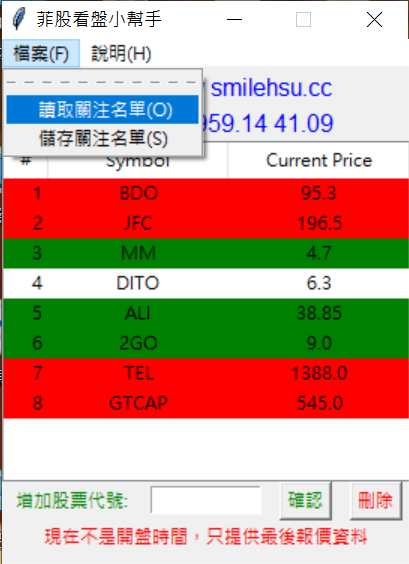 菲股看盤小幫手
檔案(F) 說明(H)
smilehsu.cc
讀取關注名單(O)
959.14 41.09
儲存關注名單(S)
# Symbol Current Price
1 BDO 95.3
2 JFC 196.5
3 MM 4.7
4 DITO 6.3
5 ALI 38.85
6 2GO 9.0
7 TEL 1388.0
8 GTCAP 545.0
增加股票代號: 確認 刪除
現在不是開盤時間，只提供最後報價資料